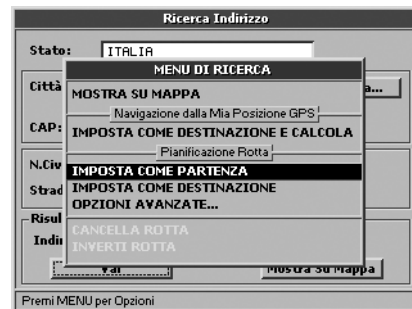 Ricerca Indirizzo
Stato: ITALIA
MENU DI RICERCA
Città
a...
MOSTRA SU MAPPA
Navigazione dalla Mia Posizione GPS
CAP:
IMPOSTA COME DESTINAZIONE E CALCOLA
Pianificazione Rotta
N.Civ
IMPOSTA COME PARTENZA
Strad
IMPOSTA COME DESTINAZIONE
OPZIONI AVANZATE...
Risul
CANCELLA ROTTA
Indi
INVERTI ROTTA
Vai
Mostra Su Mappa
Premi MENU per Opzioni